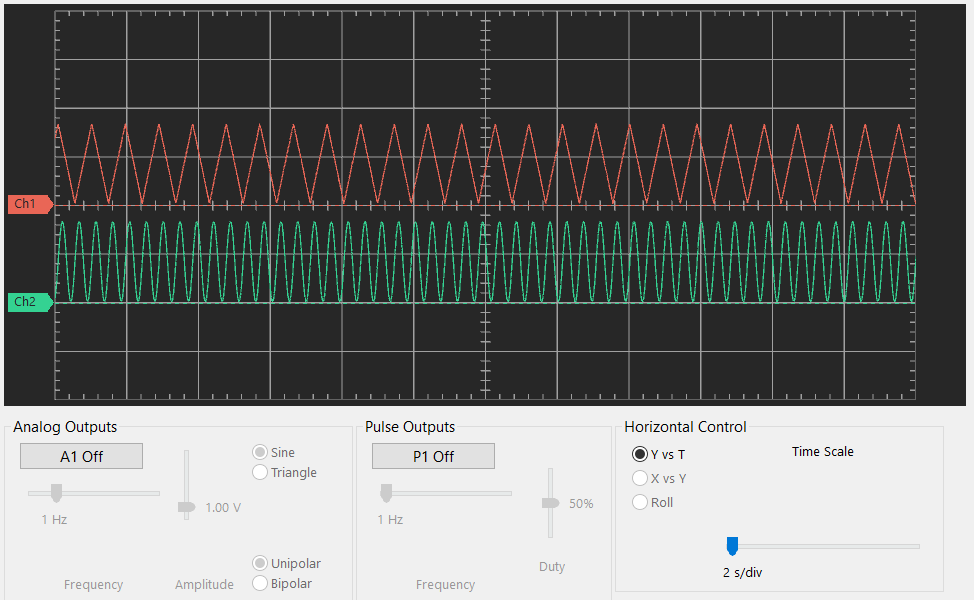 Ch1
Ch2
Analog Outputs
A1 Off
1 Hz
Frequency
1.00 V
Amplitude
Sine
Triangle
Unipolar
Bipolar
Pulse Outputs
P1 Off
1 Hz
Frequency
50%
Duty
Horizontal Control
Y vs T
X vs Y
Roll
Time Scale
2 s/div